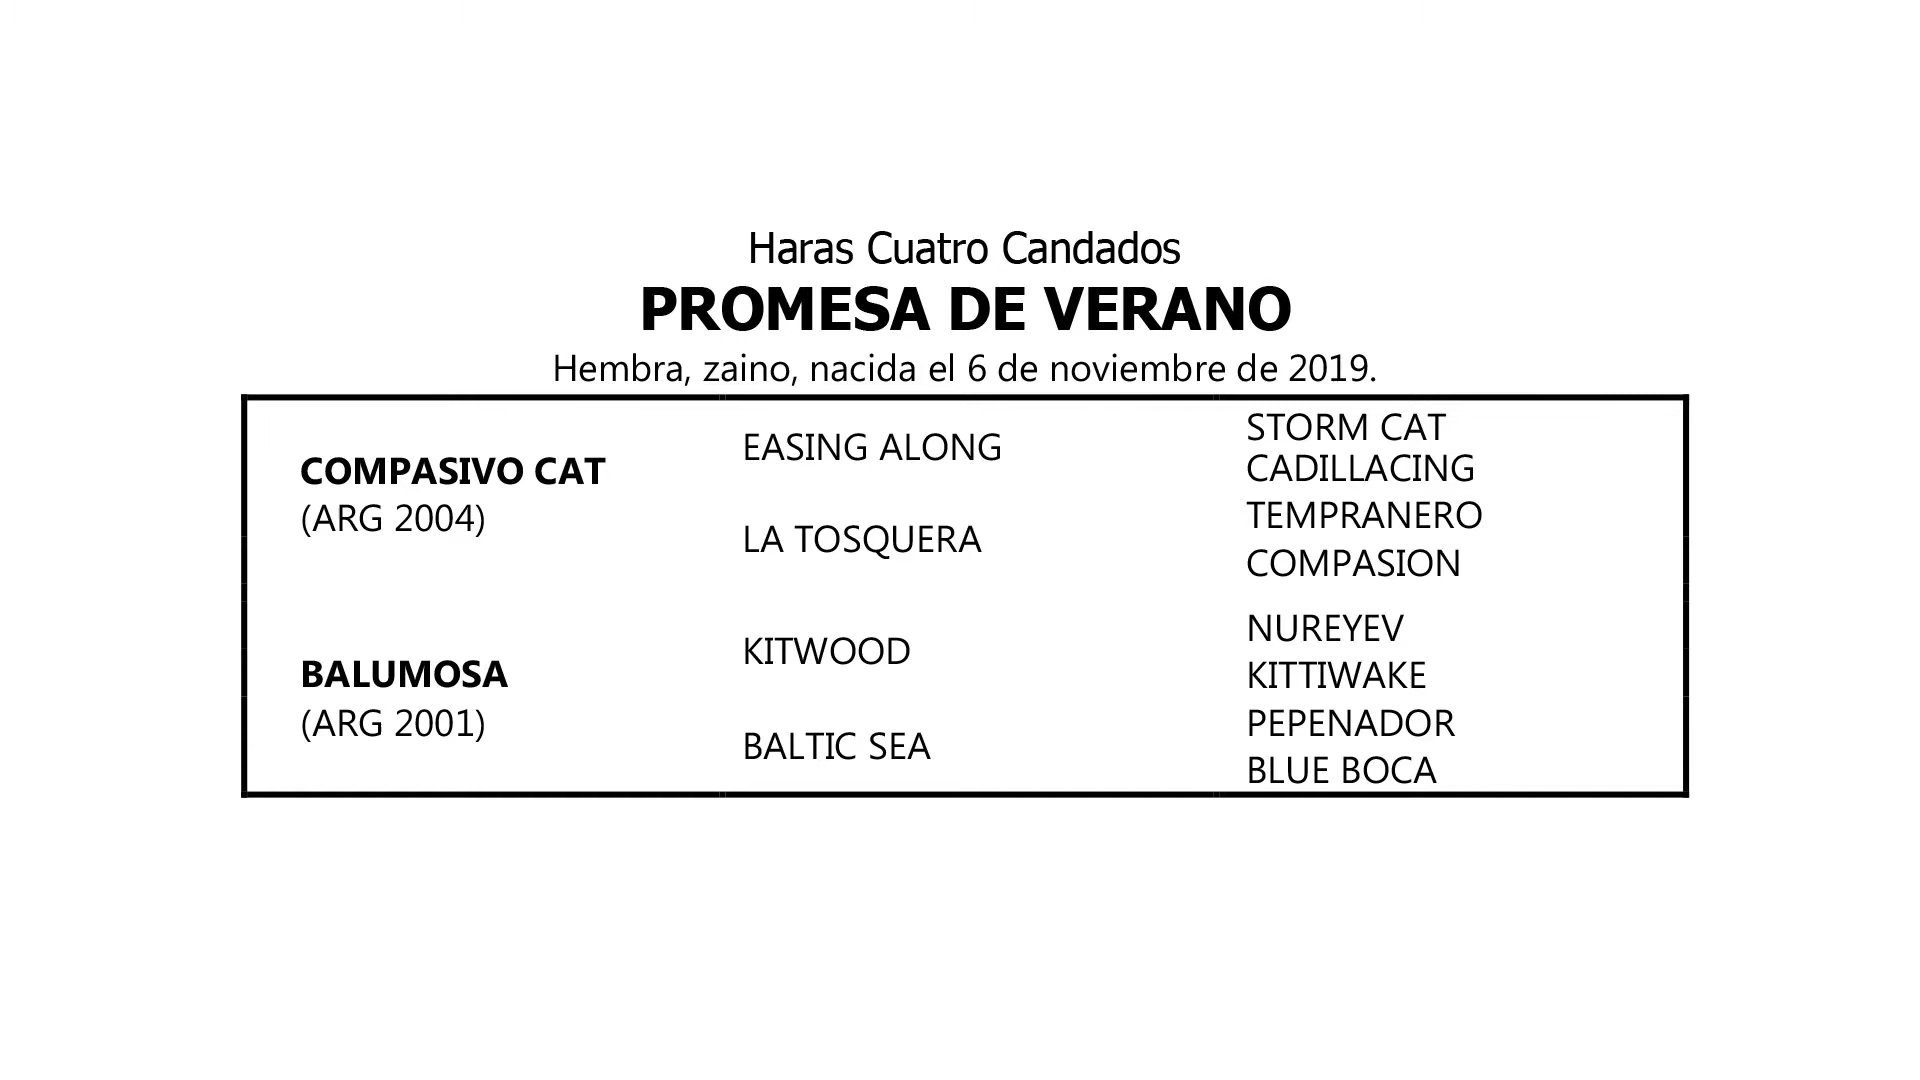 Haras Cuatro Candados
PROMESA DE VERANO
Hembra, zaino, nacida el 6 de noviembre de 2019.
COMPASIVO CAT
(ARG 2004)
EASING ALONG
LA TOSQUERA
STORM CAT
CADILLACING
TEMPRANERO
COMPASION
BALUMOSA
(ARG 2001)
KITWOOD
BALTIC SEA
NUREYEV
KITTIWAKE
PEPENADOR
BLUE BOCA